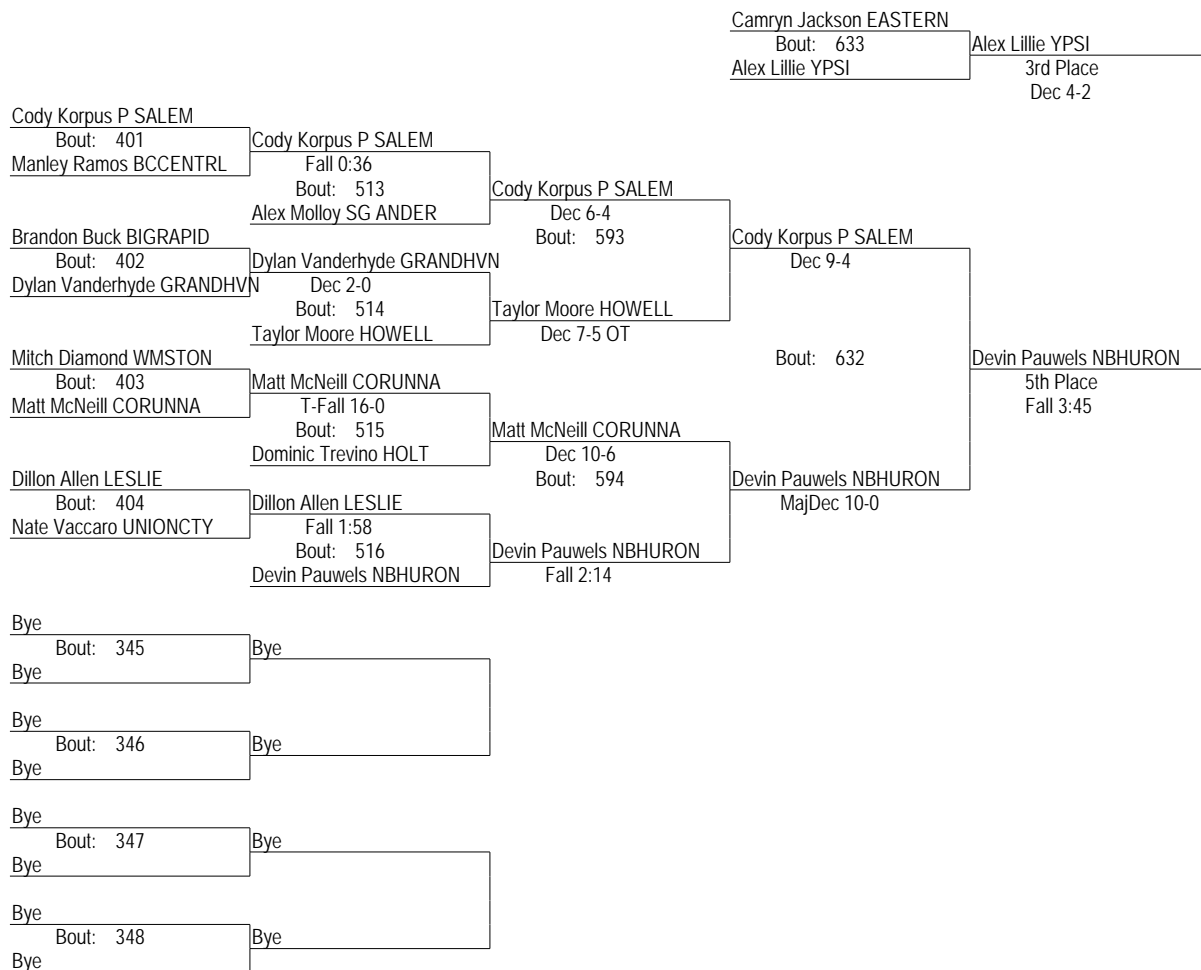 Camryn Jackson EASTERN
Bout: 633
Alex Lillie YPSI
Alex Lillie YPSI
3rd Place
Dec 4-2
Cody Korpus P SALEM
Bout: 401
Manley Ramos BCCENTRL
Cody Korpus P SALEM
Fall 0:36
Bout: 513
Alex Molloy SG ANDER
Cody Korpus P SALEM
Dec 6-4
Bout: 593
Brandon Buck BIGRAPID
Bout: 402
Dylan Vanderhyde GRANDHVN
Dylan Vanderhyde GRANDHVN
Dec 2-0
Bout: 514
Taylor Moore HOWELL
Taylor Moore HOWELL
Dec 7-5 OT
Cody Korpus P SALEM
Dec 9-4
Mitch Diamond WMSTON
Bout: 403
Matt McNeill CORUNNA
Matt McNeill CORUNNA
T-Fall 16-0
Bout: 515
Dominic Trevino HOLT
Matt McNeill CORUNNA
Dec 10-6
Bout: 594
Bout: 632
Devin Pauwels NBHURON
5th Place
Fall 3:45
Dillon Allen LESLIE
Bout: 404
Nate Vaccaro UNIONCTY
Dillon Allen LESLIE
Fall 1:58
Bout: 516
Devin Pauwels NBHURON
Devin Pauwels NBHURON
Fall 2:14
Devin Pauwels NBHURON
MajDec 10-0
Bye
Bout: 345
Bye
Bye
Bye
Bout: 346
Bye
Bye
Bye
Bout: 347
Bye
Bye
Bye
Bout: 348
Bye
Bye